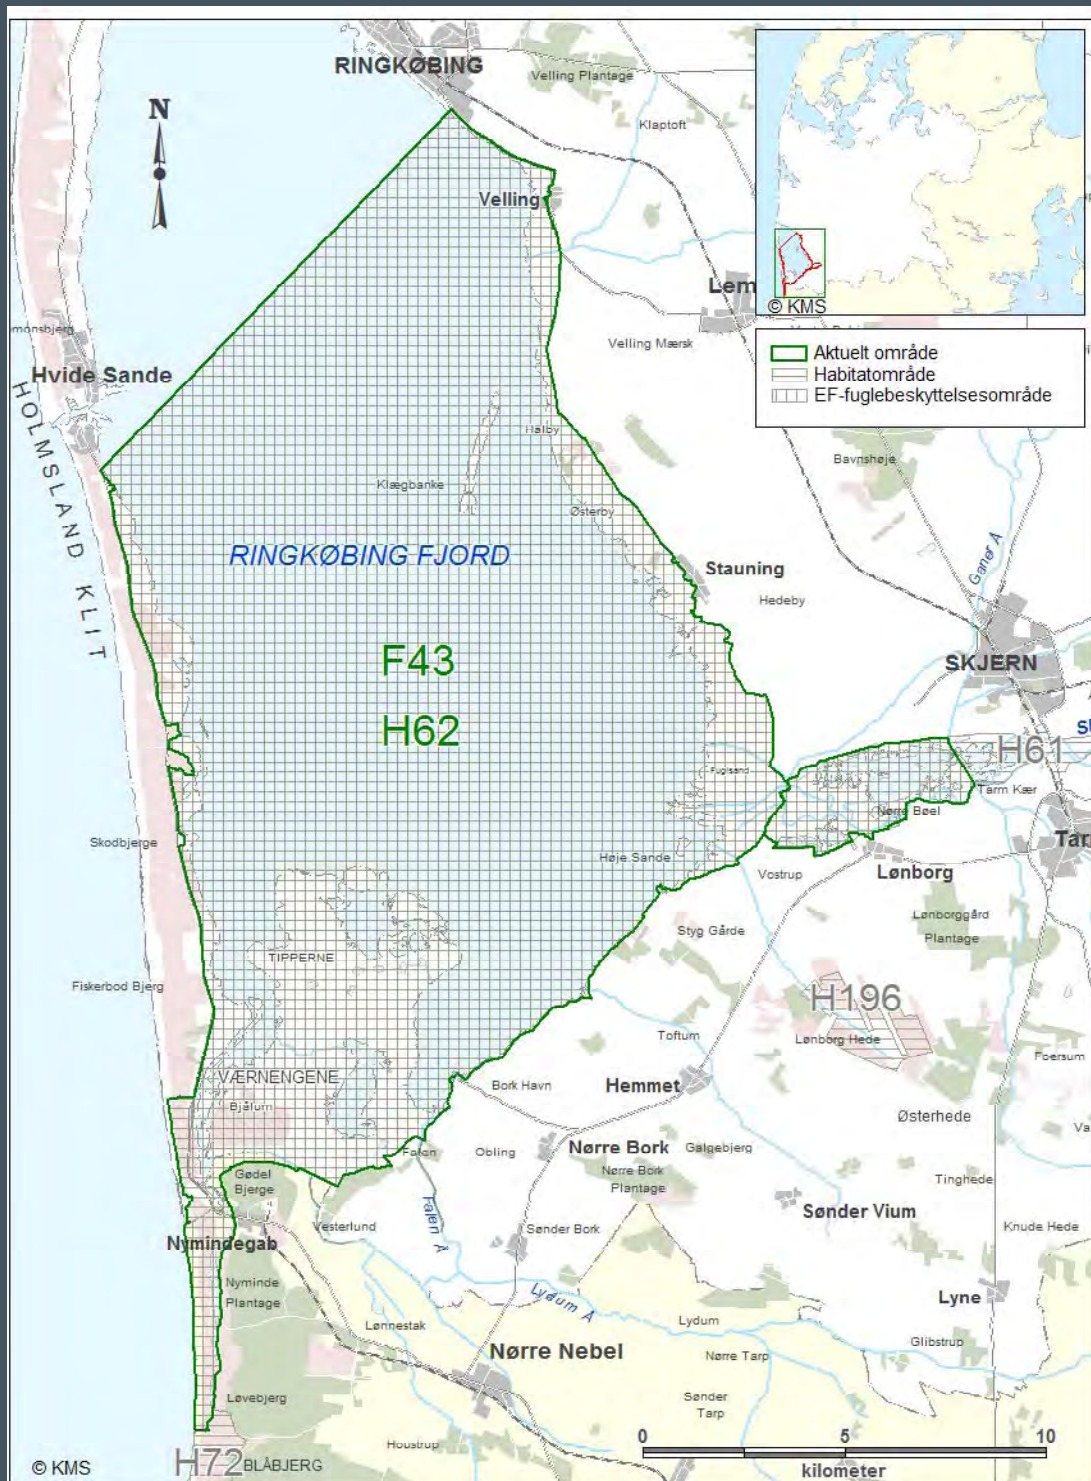 RINGKØBING
Velling Plantage
Klaptoft
N
Velling
Lem
© KMS
Velling Mærsk
Aktuelt område
Habitatområde
EF-fuglebeskyttelsesområde
Hvide Sande
HOLMSLAND KLIT
Halby
Bavnshøje
Klægbanke
Østerby
RINGKØBING FJORD
Stauning
Hedeby
Ganer Å
SKJERN
F43
H62
H61
Fuglsand
Tarm Kær
Nørre Bøel
Tar
Skodbjerge
Høje Sande
Vostrup
Lønborg
Lønborggård
Plantage
Styg Gårde
TIPPERNE
Fiskerbod Bjerg
H196
Toftum
Lønborg Hede
Foersum
VÆRNENGENE
Bork Havn
Hemmet
Bjålum
Østerhede
Va
Falen
Obling
Nørre Bork
Galgebjerg
Nørre Bork
Plantage
Gødel
Bjerge
Tinghede
Vesterlund
Falen Å
Sønder Bork
Sønder Vium
Knude Hede
Nymindegab
Nyminde
Plantage
Lydum Å
Lyne
Lønnestak
Lydum
Glibstrup
Nørre Nebel
Nørre Tarp
Løvebjerg
Sønder
Tarp
Houstrup
0 5 10
kilometer
© KMS
H72
BLÅBJERG